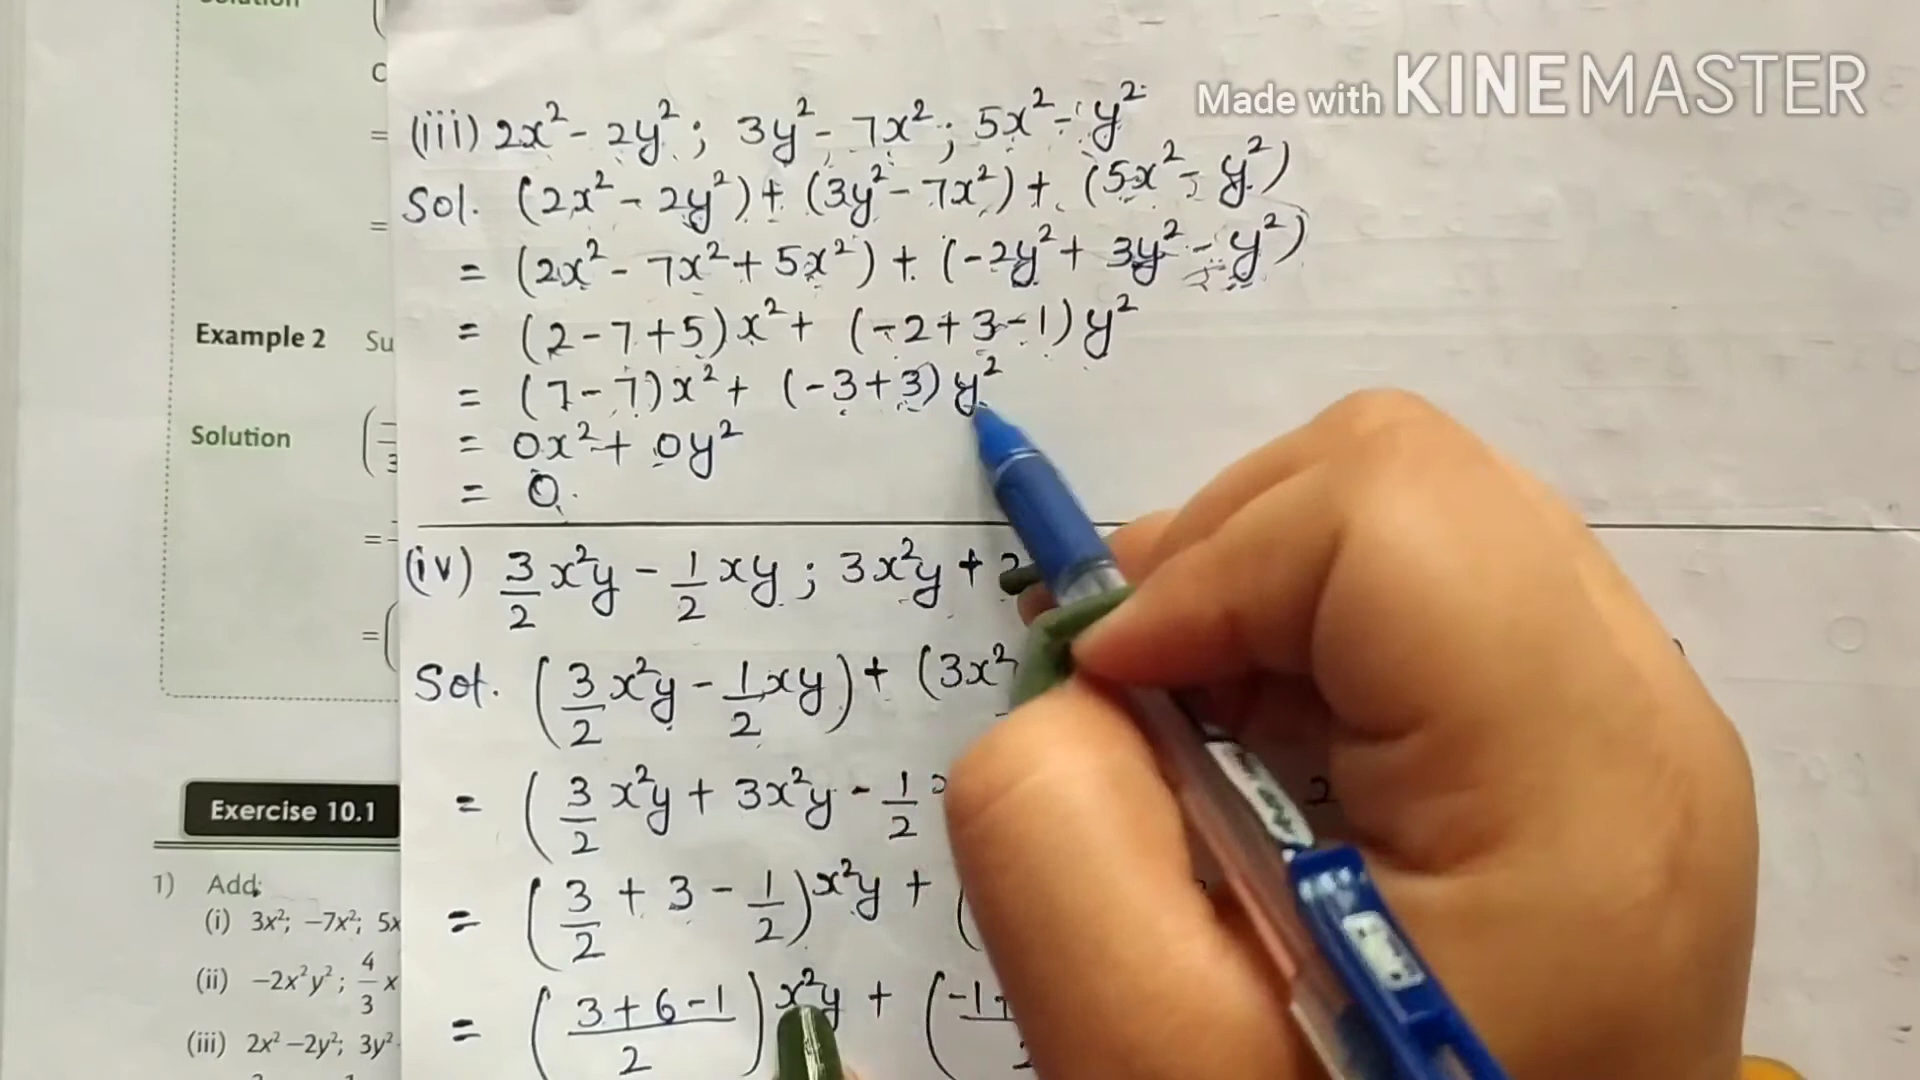 Made with KINEMASTER
Solution
(iii) 2x² - 2y² ; 3y² - 7x² ; 5x² - y²
Sol. (2x² - 2y²) + (3y² - 7x²) + (5x² - y²)
= (2x² - 7x² + 5x²) + (-2y² + 3y² - y²)
= (2-7+5)x² + (-2+3-1)y²
= (7-7)x² + (-3+3)y²
= 0x² + 0y²
= 0.
(iv) 3/2 x²y - 1/2 xy ; 3x²y +
Sol. (3/2 x²y - 1/2 xy) + (3x²
= (3/2 x²y + 3x²y - 1/2
= (3/2 + 3 - 1/2) x²y + (
= (3+6-1/2) x²y + (-1+
Example 2
Solution
Exercise 10.1
1) Add:
(i) 3x²; −7x²; 5x
(ii) −2x²y²; 4/3 x
(iii) 2x² −2y²; 3y²